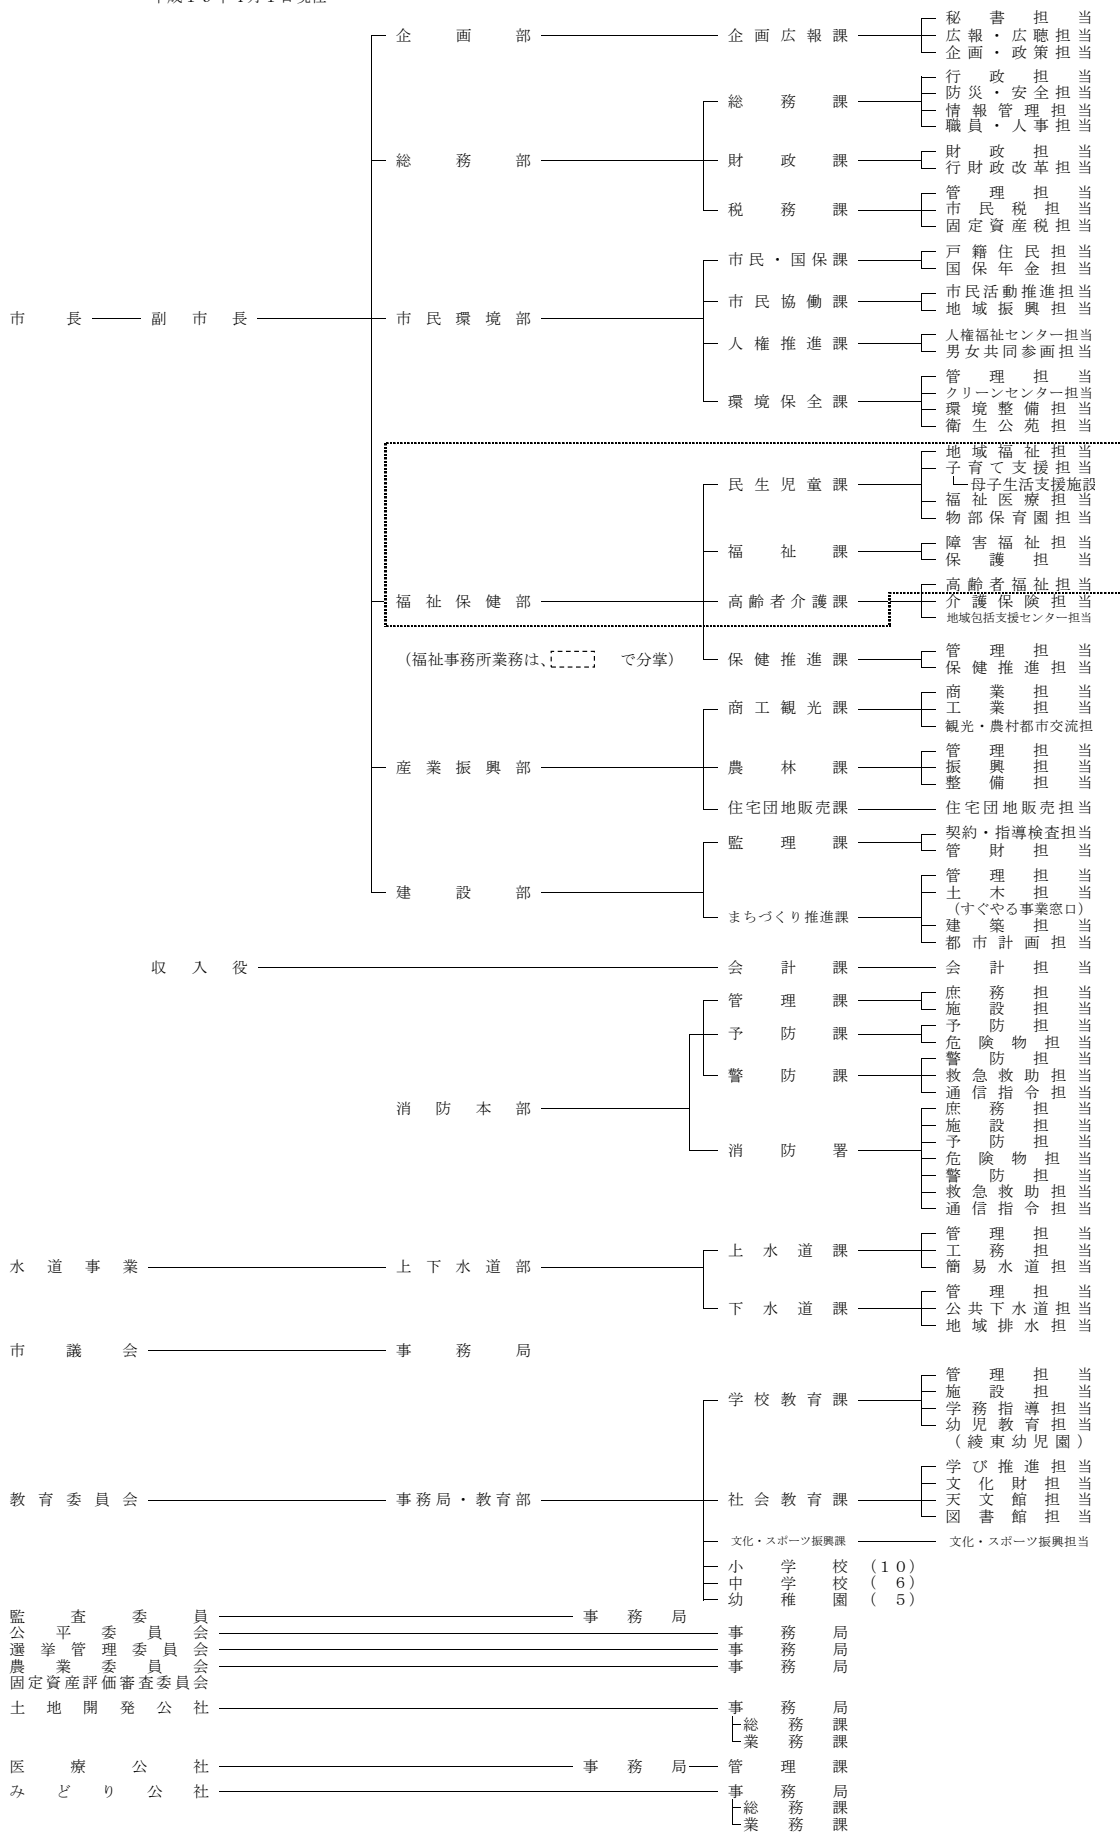 企画部 企画広報課 秘書担当
広報・広聴担当
企画・政策担当
総務課 行政担当
防災・安全担当
情報管理担当
職員・人事担当
総務部 財政課 財政担当
行財政改革担当
税務課 管理担当
市民税担当
固定資産税担当
市民・国保課 戸籍住民担当
国保年金担当
市民協働課 市民活動推進担当
地域振興担当
市長 副市長 市民環境部
人権推進課 人権福祉センター担当
男女共同参画担当
環境保全課 管理担当
クリーンセンター担当
環境整備担当
衛生公苑担当
民生児童課 地域福祉担当
子育て支援担当
母子生活支援施設
福祉医療担当
物部保育園担当
福祉課 障害福祉担当
保護担当
福祉保健部 高齢者介護課 高齢者福祉担当
介護保険担当
地域包括支援センター担当
（福祉事務所業務は、 で分掌） 保健推進課 管理担当
保健推進担当
商工観光課 商業担当
工業担当
観光・農村都市交流担
産業振興部 農林課 管理担当
振興担当
整備担当
住宅団地販売課 住宅団地販売担当
監理課 契約・指導検査担当
管財担当
建設部
まちづくり推進課 管理担当
土木担当
（すぐやる事業窓口）
建築担当
都市計画担当
収入役 会計課 会計担当
管理課 庶務担当
施設担当
予防課 予防担当
危険物担当
警防課 警防担当
救急救助担当
通信指令担当
消防本部
消防署 庶務担当
施設担当
予防担当
危険物担当
警防担当
救急救助担当
通信指令担当
上水道課 管理担当
工務担当
簡易水道担当
水道事業 上下水道部
下水道課 管理担当
公共下水道担当
地域排水担当
市議会 事務局
学校教育課 管理担当
施設担当
学務指導担当
幼児教育担当
（綾東幼児園）
教育委員会 事務局・教育部 社会教育課 学び推進担当
文化財担当
天文館担当
図書館担当
文化・スポーツ振興課 文化・スポーツ振興担当
小学校（１０）
中学校（ ６）
幼稚園（ ５）
監査委員 事務局
公平委員会 事務局
選挙管理委員会 事務局
農業委員会 事務局
固定資産評価審査委員会
土地開発公社 事務局
総務課
業務課
医療公社 事務局 管理課
みどり公社 事務局
総務課
業務課